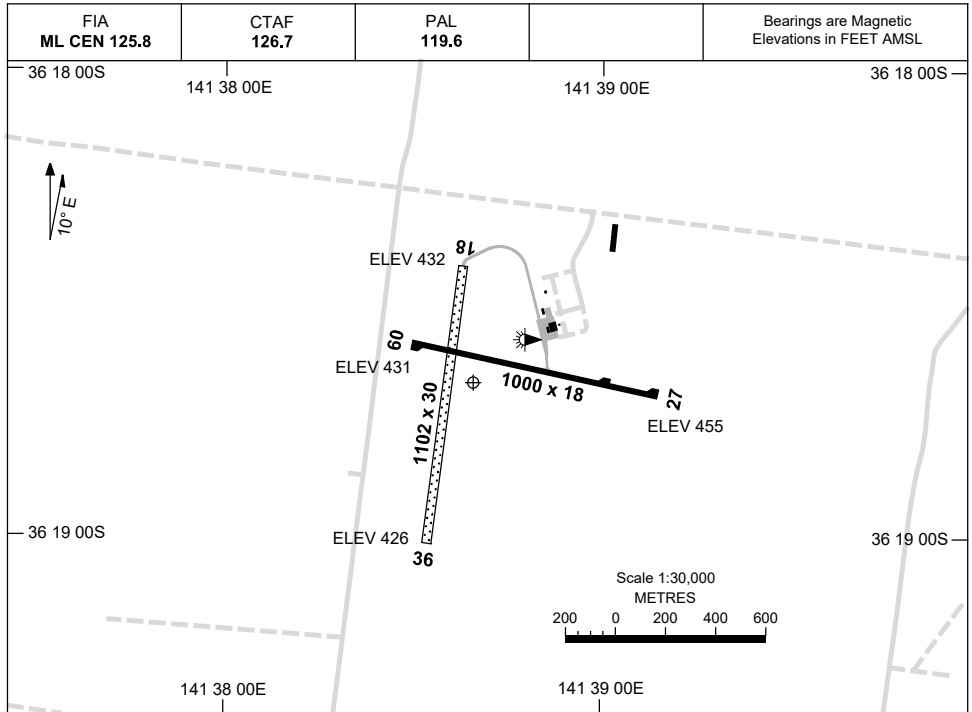 FIA
ML CEN 125.8
CTAF
126.7
PAL
119.6
Bearings are Magnetic
Elevations in FEET AMSL
36 18 00S
36 18 00S
141 38 00E
141 39 00E
10° E
ELEV 432
18
09
ELEV 431
1000 x 18
27
ELEV 455
1102 x 30
36 19 00S
ELEV 426
36
36 19 00S
Scale 1:30,000
METRES
200 0 200 400 600
141 38 00E
141 39 00E